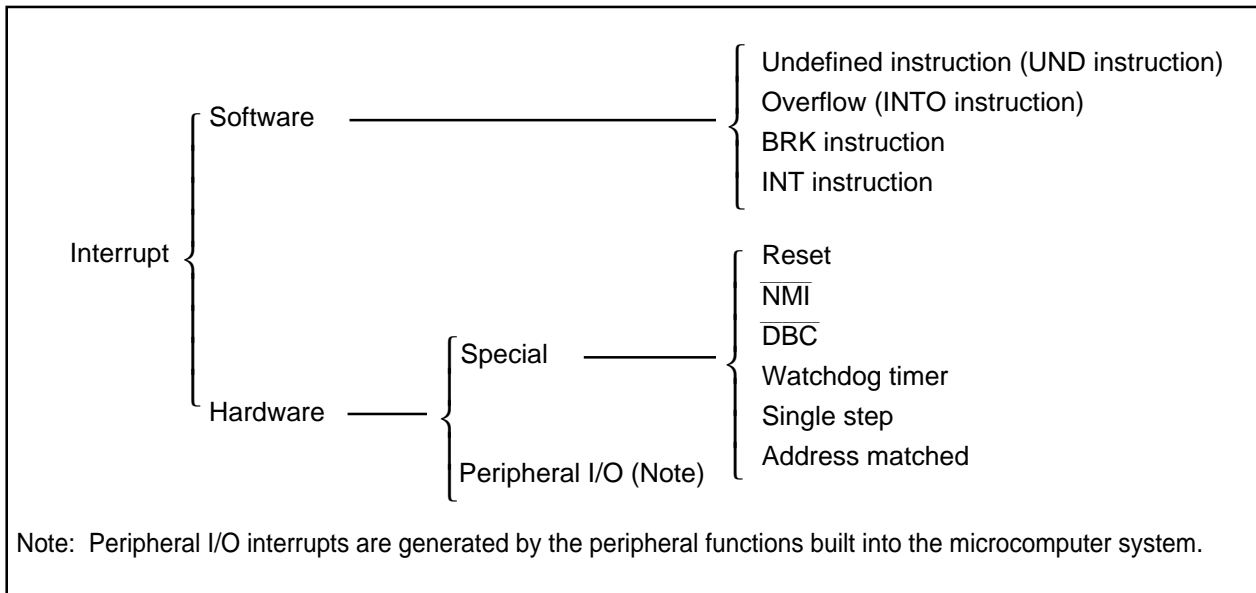 Undefined instruction (UND instruction)
Software
Overflow (INTO instruction)
BRK instruction
INT instruction
Interrupt
Reset
NMI
DBC
Special
Watchdog timer
Hardware
Single step
Peripheral I/O (Note)
Address matched
Note: Peripheral I/O interrupts are generated by the peripheral functions built into the microcomputer system.